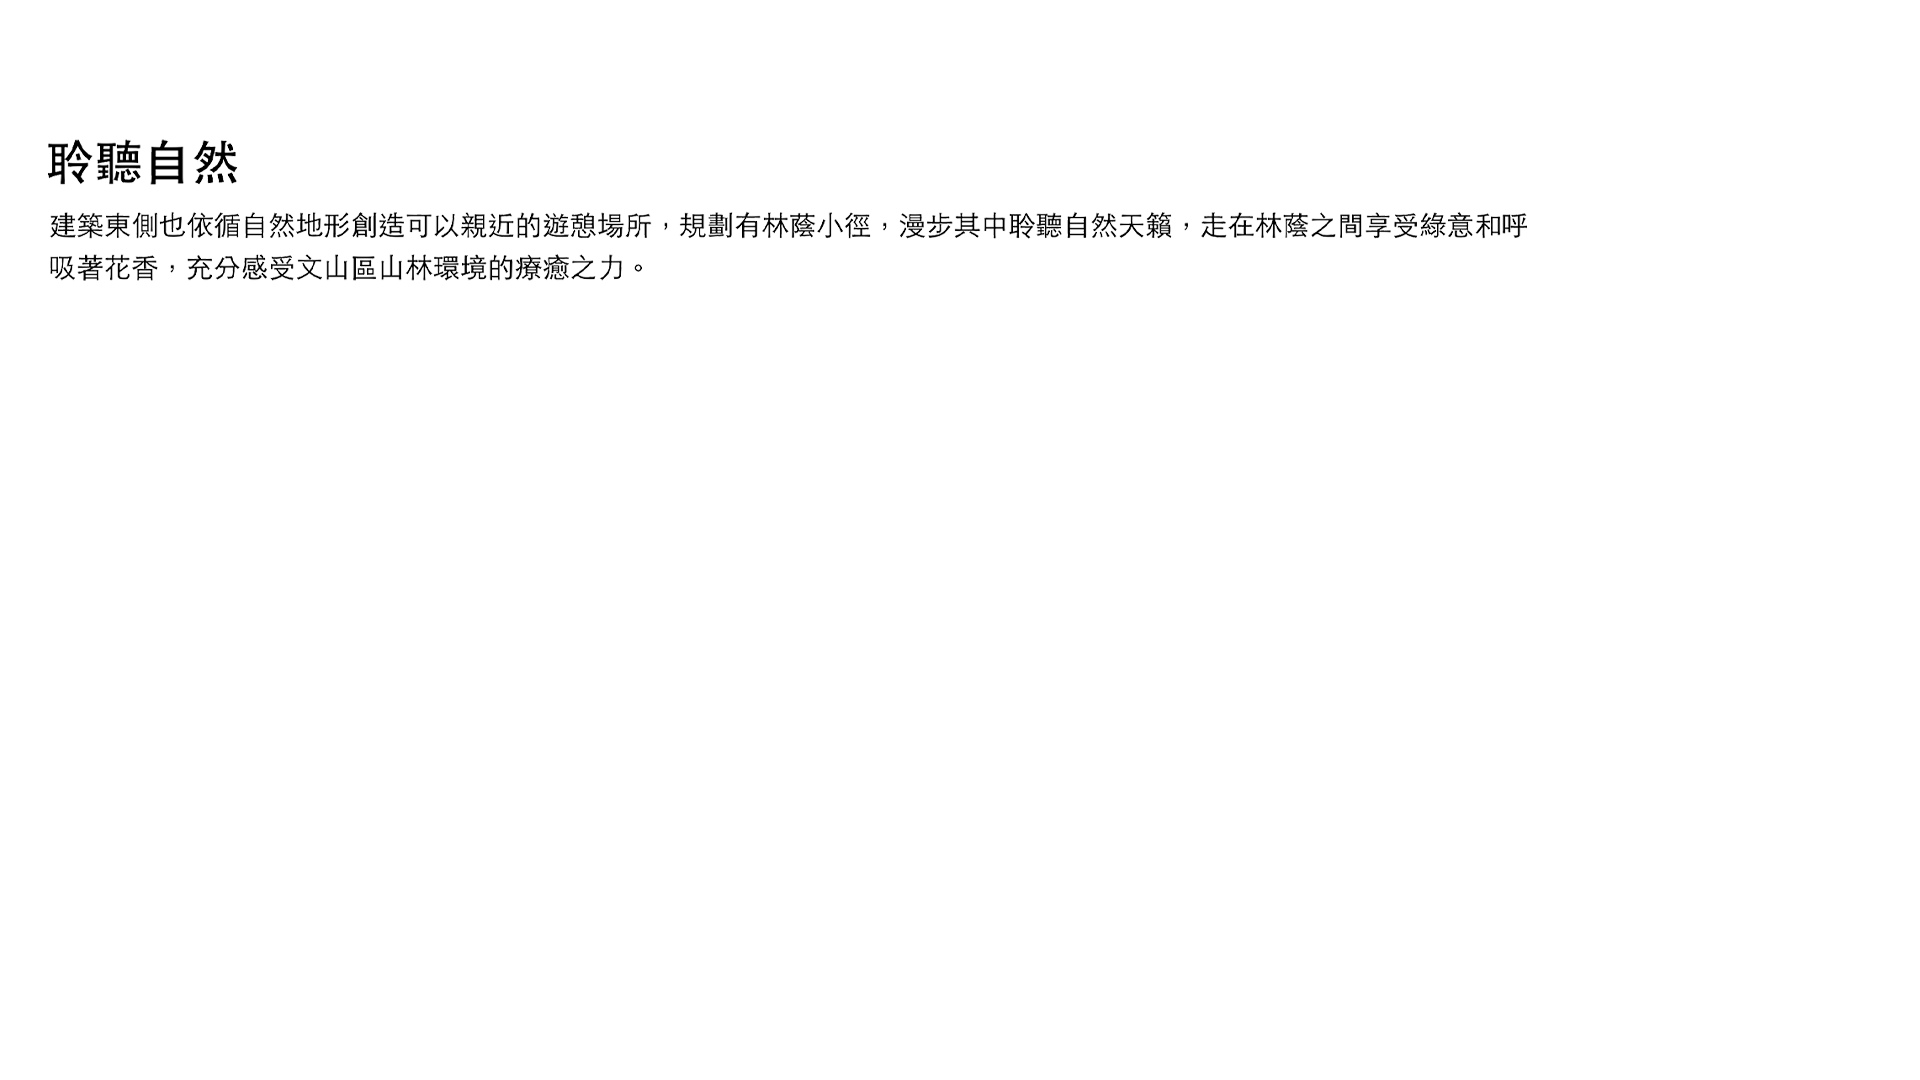 聆聽自然
建築東側也依循自然地形創造可以親近的遊憩場所，規劃有林蔭小徑，漫步其中聆聽自然天籟，走在林蔭之間享受綠意和呼
吸著花香，充分感受文山區山林環境的療癒之力。